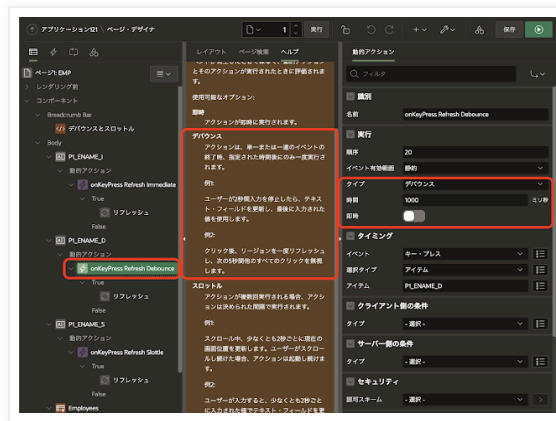 アプリケーション121 \ ページ・デザイナ
1
実行
保存
ページ1: EMP
レンダリング前
コンポーネント
Breadcrumb Bar
デバウンスとスロットル
Body
P1_ENAME_I
動的アクション
onKeyPress Refresh Immediate
True
リフレッシュ
False
P1_ENAME_D
動的アクション
onKeyPress Refresh Debounce
True
リフレッシュ
False
P1_ENAME_S
動的アクション
onKeyPress Refresh Slottle
True
リフレッシュ
False
Employees
レイアウト ページ検索 ヘルプ
とそのアクションが実行されたときに評価されま
す。
使用可能なオプション:
即時
アクションが即時に実行されます。
デバウンス
アクションは、単一または一連のイベントの
終了時、指定された時間後にのみ一度実行さ
れます。
例1:
ユーザーが2秒間入力を停止したら、テキス
ト・フィールドを更新し、最後に入力された
値を使用します。
例2:
クリック後、リージョンを一度リフレッシュ
し、次の5秒間他のすべてのクリックを無視
します。
スロットル
アクションが複数回実行される場合、アクシ
ョンは決められた間隔で実行されます。
例1:
スクロール中、少なくとも2秒ごとに現在の
画面位置を更新します。ユーザーがスクロー
ルし続けた場合、アクションは起動し続けま
す。
例2:
ユーザーが入力すると、少なくとも2秒ごと
に入力された値でテキスト・フィールドを更
動的アクション
フィルタ
識別
名前 onKeyPress Refresh Debounce
実行
順序 20
イベント有効範囲 静的
タイプ デバウンス
時間 1000 ミリ秒
即時
タイミング
イベント キー・プレス
選択タイプ アイテム
アイテム P1_ENAME_D
クライアント側の条件
タイプ - 選択 -
サーバー側の条件
タイプ - 選択 -
セキュリティ
認可スキーム - 選択 -